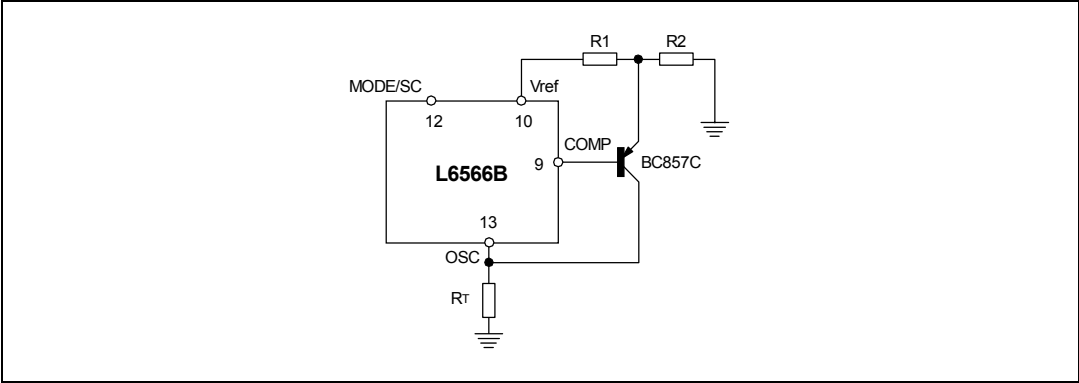 R1 R2
MODE/SC Vref
12 10
COMP
9 BC857C
L6566B
13
OSC
RT